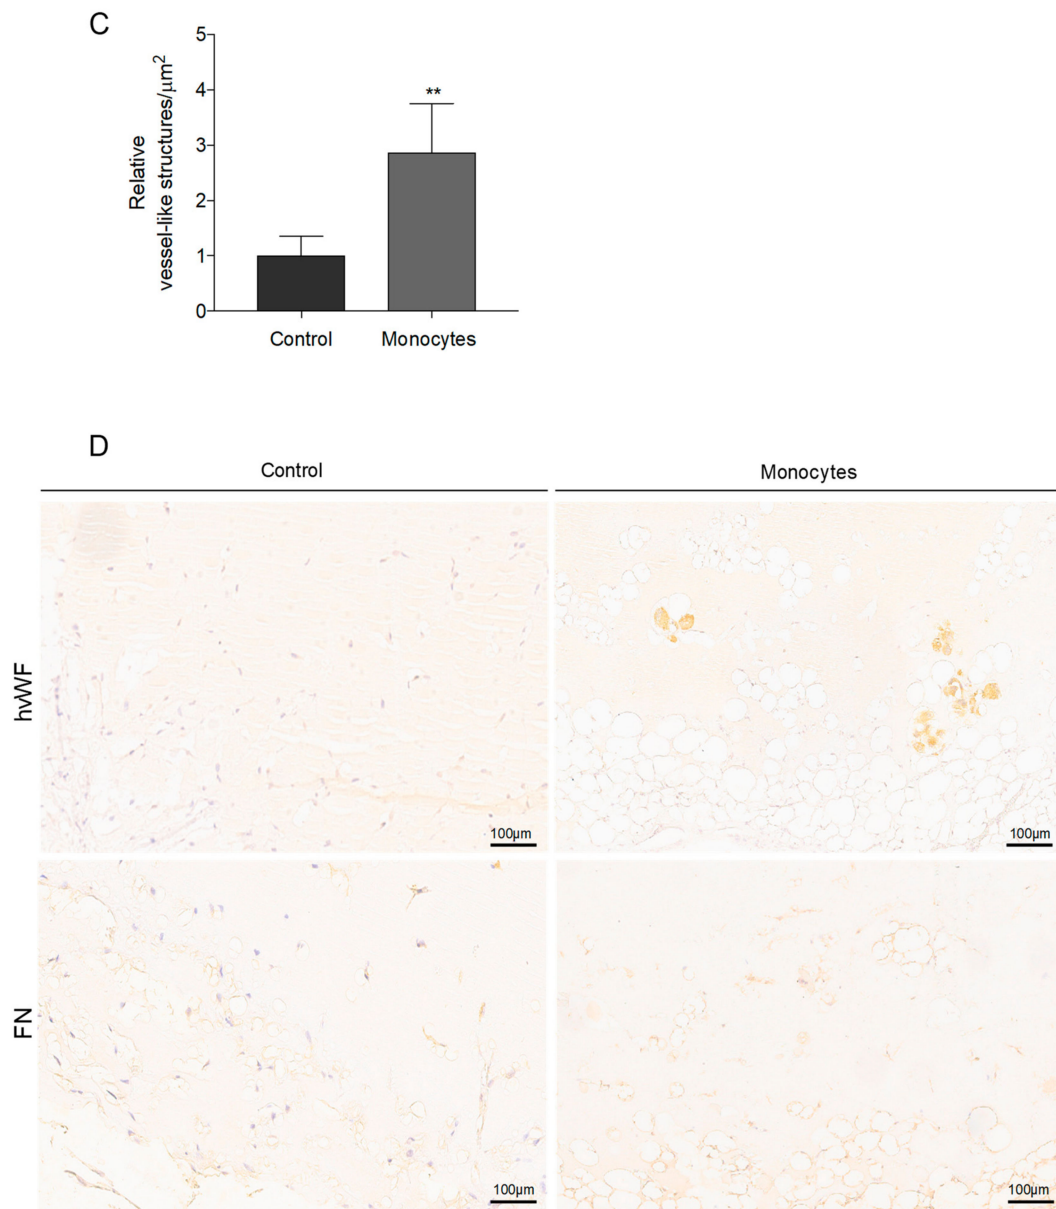 C
5
4
3
2
1
0
Relative
vessel-like structures/μm²
**
Control
Monocytes
D
Control
Monocytes
hvWF
100μm
100μm
FN
100μm
100μm